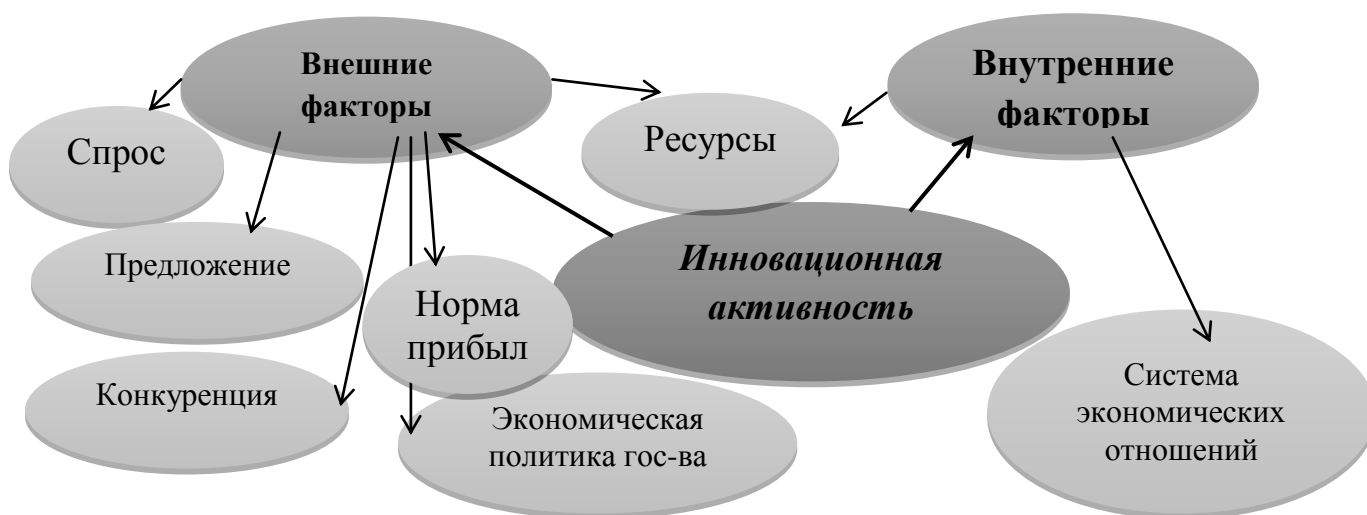 Внешние
факторы
Внутренние
факторы
Спрос
Ресурсы
Предложение
Инновационная
активность
Норма
прибыл
Конкуренция
Экономическая
политика гос-ва
Система
экономических
отношений